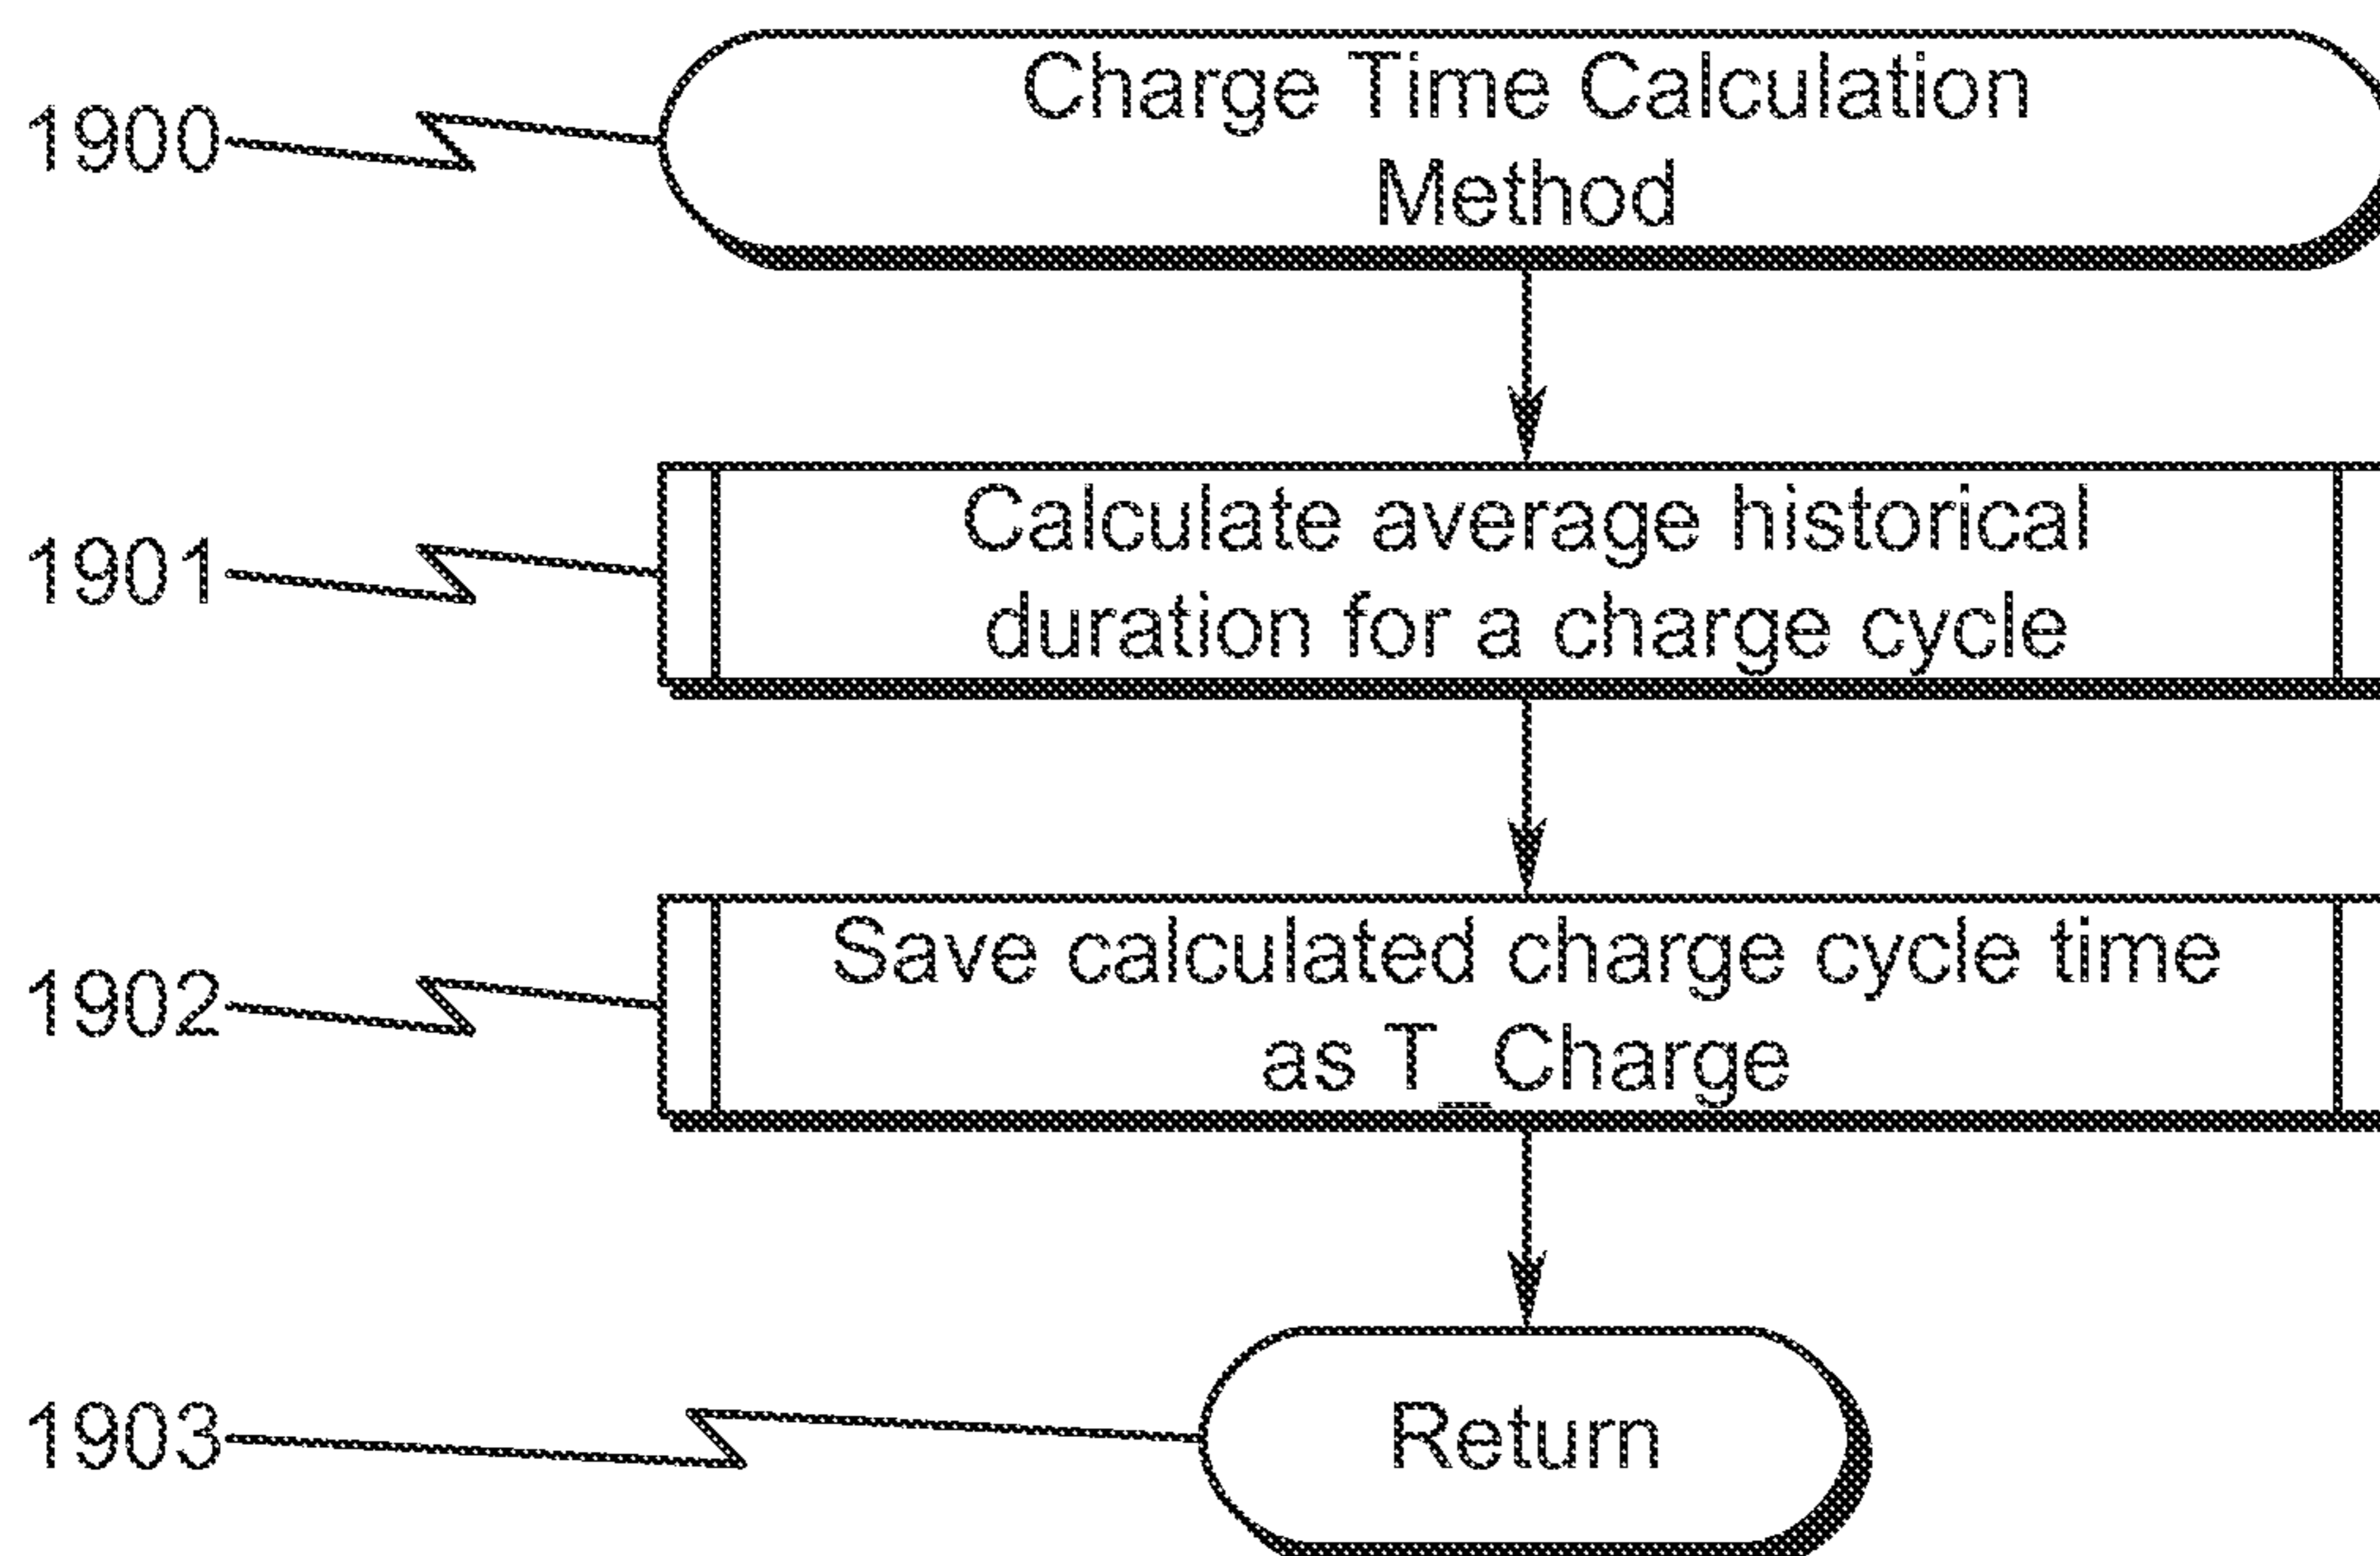 1900
Charge Time Calculation
Method
1901
Calculate average historical
duration for a charge cycle
1902
Save calculated charge cycle time
as T_Charge
1903
Return